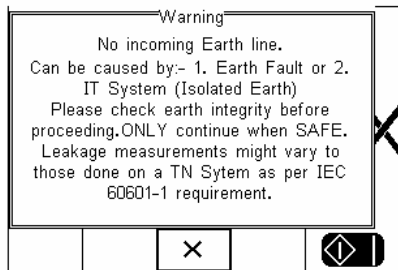 Warning
No incoming Earth line.
Can be caused by:- 1. Earth Fault or 2.
IT System (Isolated Earth)
Please check earth integrity before
proceeding.ONLY continue when SAFE.
Leakage measurements might vary to
those done on a TN Sytem as per IEC
60601-1 requirement.